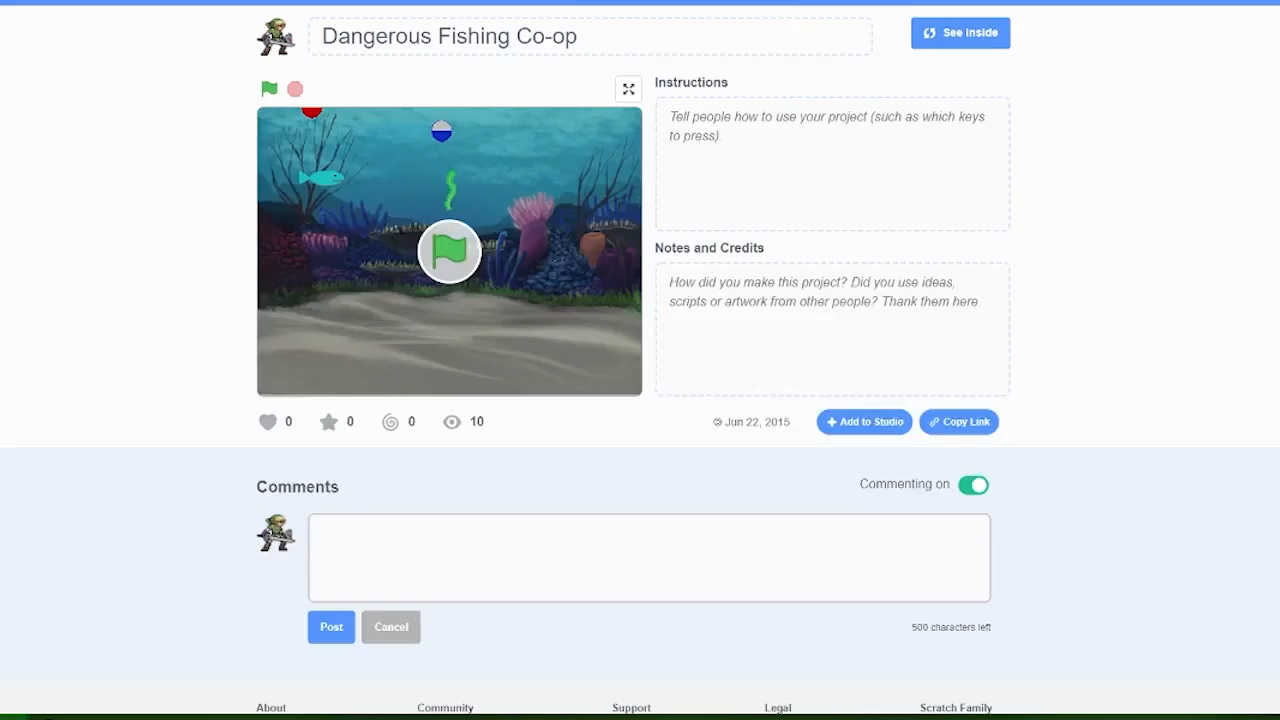 Dangerous Fishing Co-op
See inside
Instructions
Tell people how to use your project (such as which keys
to press).
Notes and Credits
How did you make this project? Did you use ideas,
scripts or artwork from other people? Thank them here.
0
0
0
10
© Jun 22, 2015
Add to Studio
Copy Link
Comments
Commenting on
Post
Cancel
500 characters left
About
Community
Support
Legal
Scratch Family